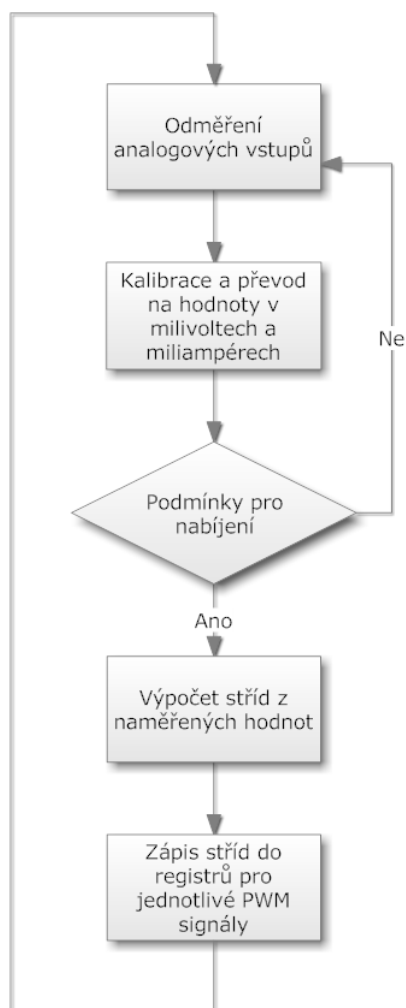 Odměření
analogových vstupů
Kalibrace a převod
na hodnoty v
milivoltech a
miliampérech
Ne
Podmínky pro
nabíjení
Ano
Výpočet stříd z
naměřených hodnot
Zápis stříd do
registrů pro
jednotlivé PWM
signály